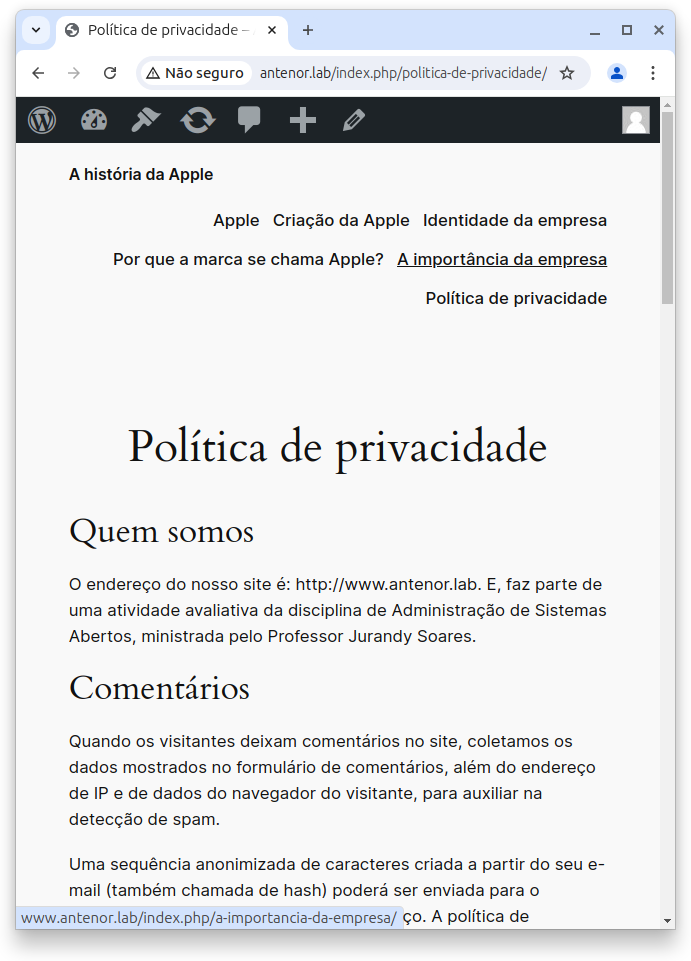 Política de privacidade –
Não seguro antenor.lab/index.php/politica-de-privacidade/
A história da Apple
Apple Criação da Apple Identidade da empresa
Por que a marca se chama Apple? A importância da empresa
Política de privacidade
Política de privacidade
Quem somos
O endereço do nosso site é: http://www.antenor.lab. E, faz parte de
uma atividade avaliativa da disciplina de Administração de Sistemas
Abertos, ministrada pelo Professor Jurandy Soares.
Comentários
Quando os visitantes deixam comentários no site, coletamos os
dados mostrados no formulário de comentários, além do endereço
de IP e de dados do navegador do visitante, para auxiliar na
detecção de spam.
Uma sequência anonimizada de caracteres criada a partir do seu e-
mail (também chamada de hash) poderá ser enviada para o
www.antenor.lab/index.php/a-importancia-da-empresa/ ço. A política de